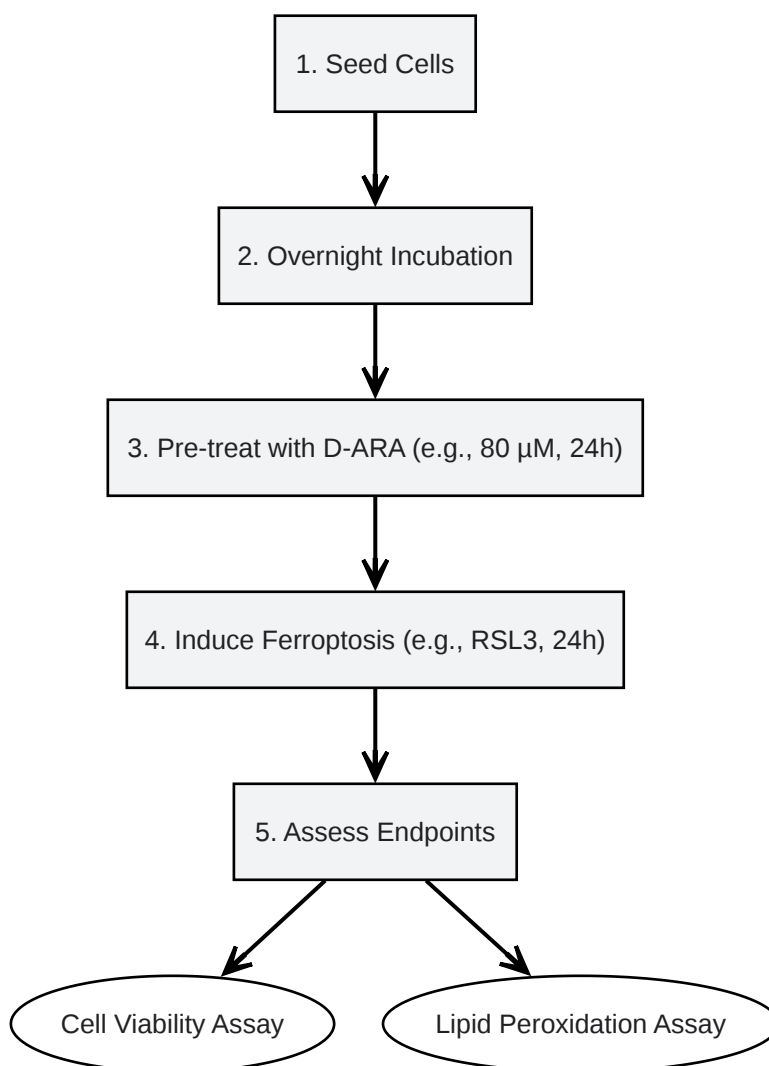 1. Seed Cells
2. Overnight Incubation
3. Pre-treat with D-ARA (e.g., 80 µM, 24h)
4. Induce Ferroptosis (e.g., RSL3, 24h)
5. Assess Endpoints
Cell Viability Assay
Lipid Peroxidation Assay